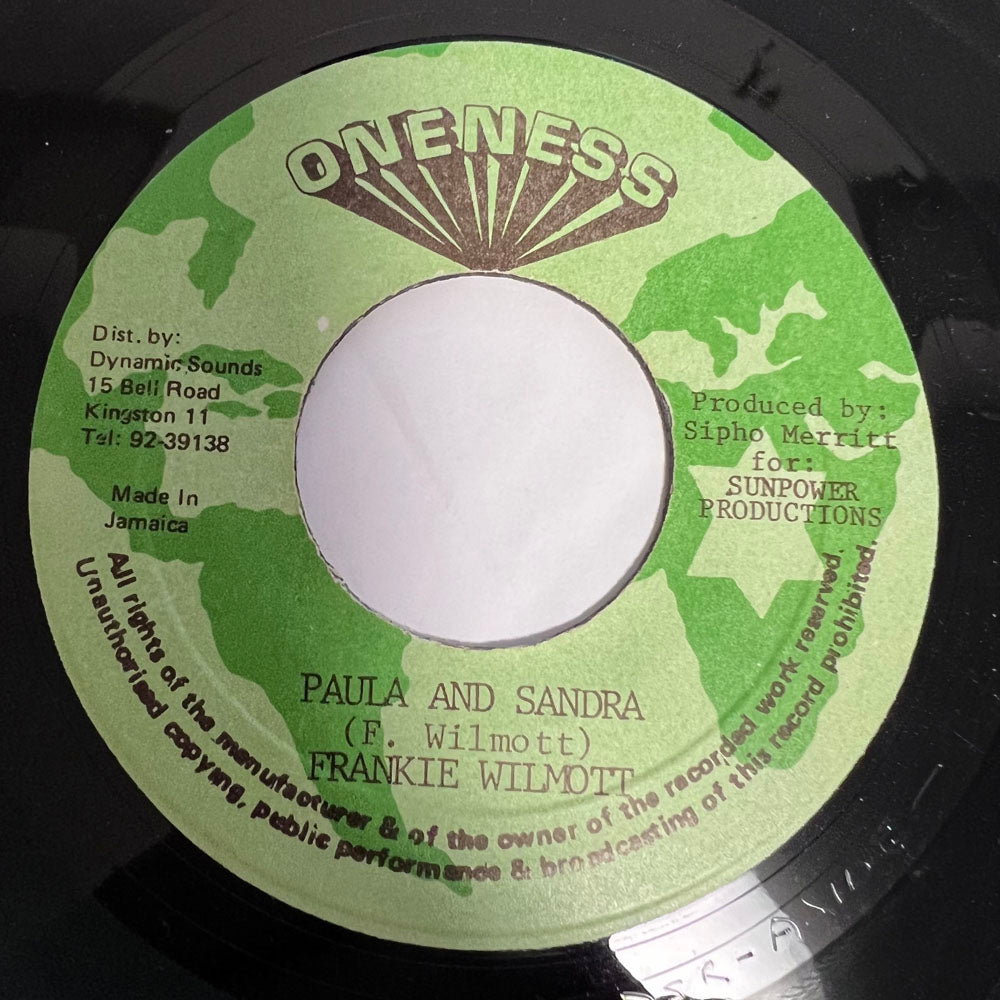 ONENESS
Dist. by:
Dynamic Sounds
15 Bell Road
Kingston 11
Tel: 92-39138
Made In
Jamaica
Produced by:
Sipho Merritt
for:
SUNPOWER
PRODUCTIONS
PAULA AND SANDRA
(F. Wilmott)
FRANKIE WILMOTT
All rights of the manufacturer & of the owner of the recorded work reserved.
Unauthorised copying, public performance & broadcasting of this record prohibited.